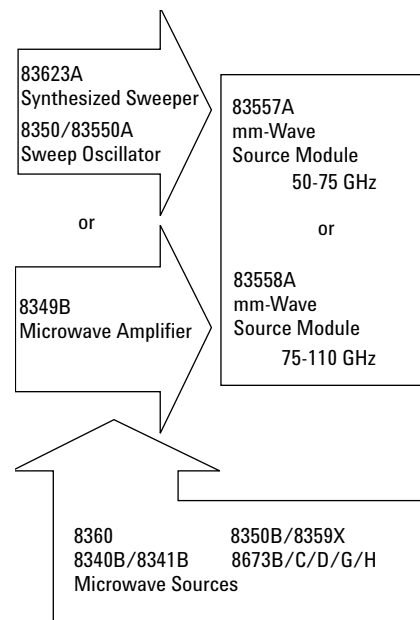 83623A
Synthesized Sweeper
8350/83550A
Sweep Oscillator
or
8349B
Microwave Amplifier
83557A
mm-Wave
Source Module
50-75 GHz
or
83558A
mm-Wave
Source Module
75-110 GHz
8360 8350B/8359X
8340B/8341B 8673B/C/D/G/H
Microwave Sources